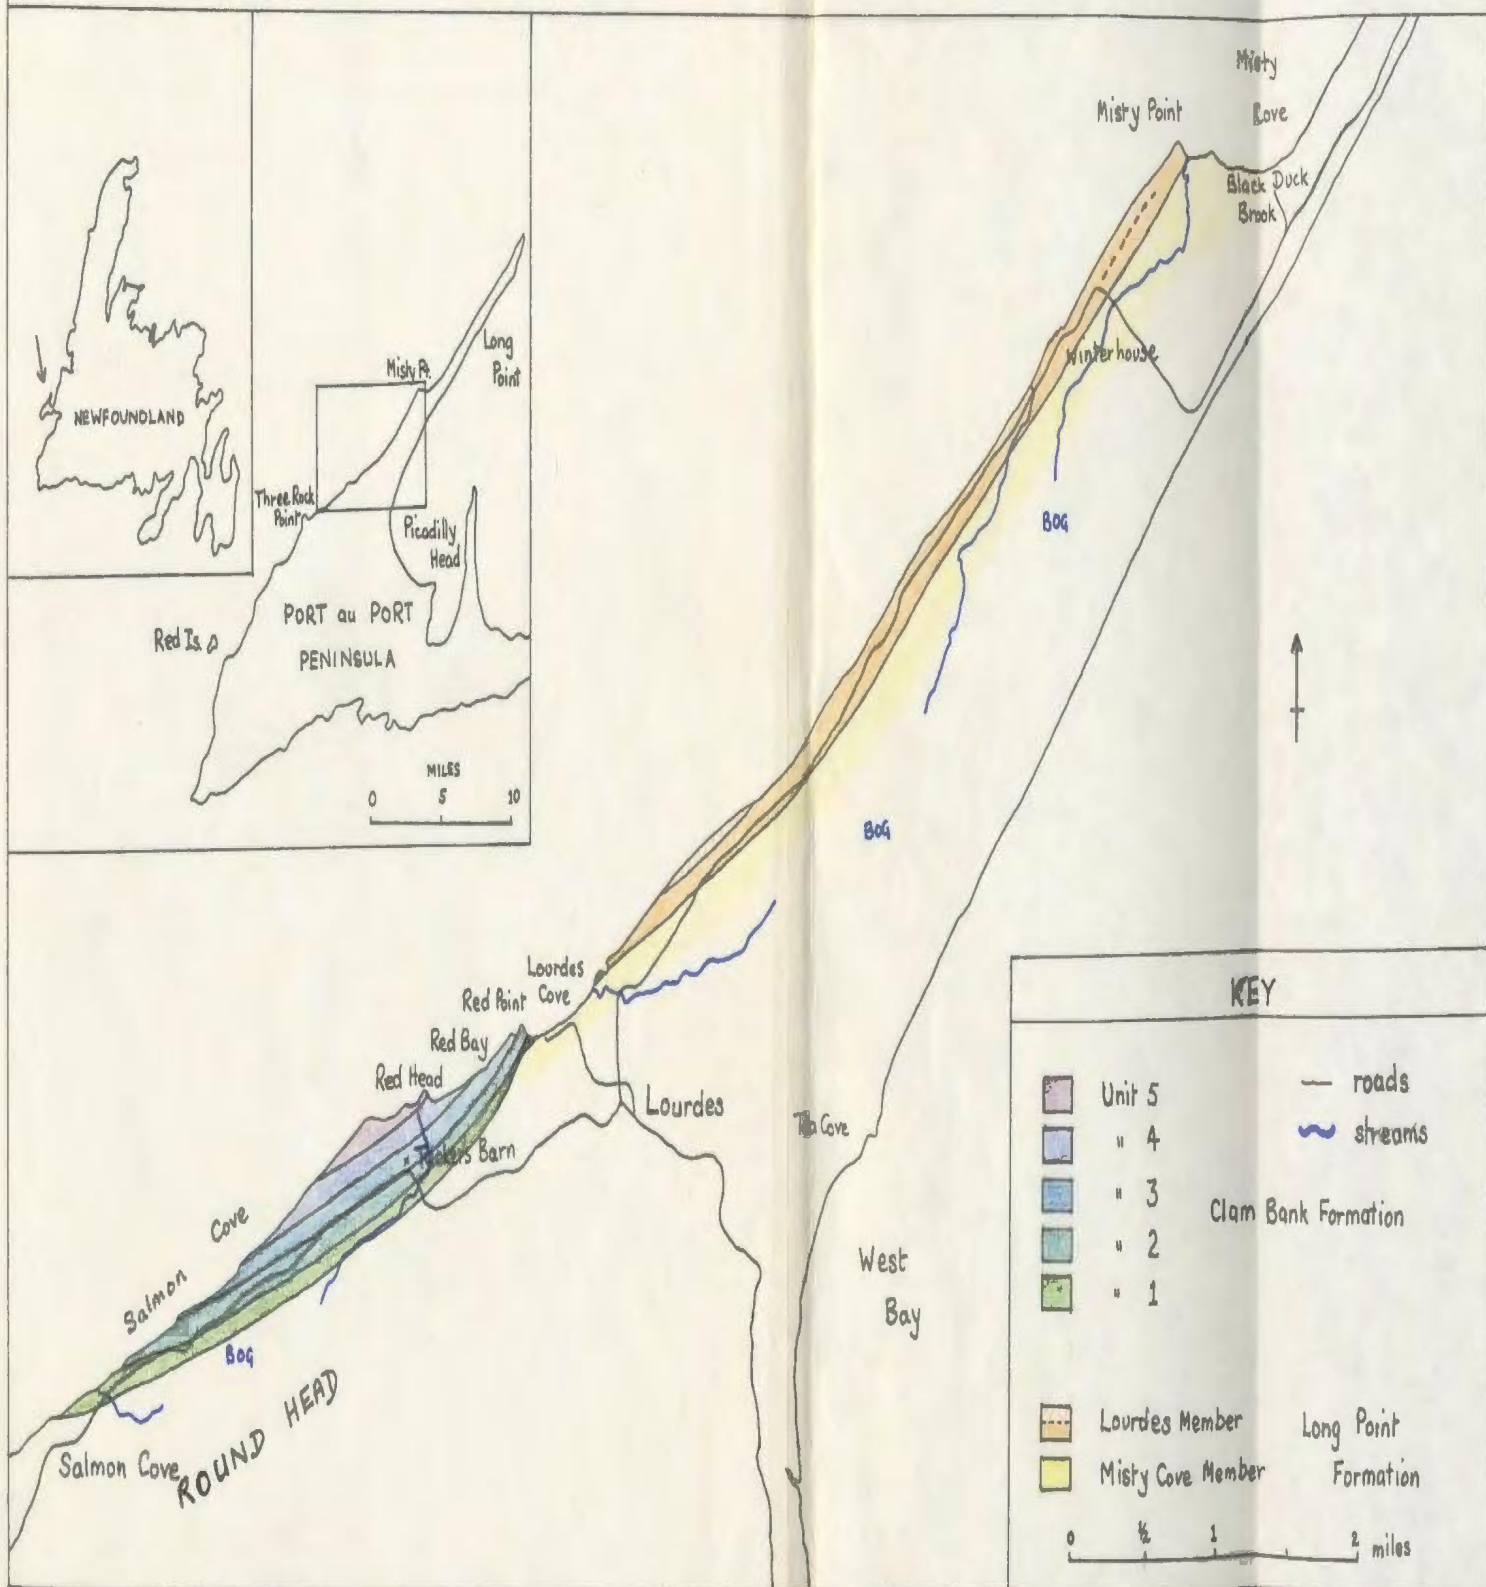 NEWFOUNDLAND
Misty Pt.
Long
Point
Three Rock
Point
Picadilly
Head
Red Is.
PORT au PORT
PENINSULA
MILES
0 5 10
Misty
Cove
Misty Point
Black Duck
Brook
Winterhouse
BOG
BOG
Lourdes
Cove
Red Point
Red Bay
Red Head
Lourdes
Barn
Cove
West
Bay
Salmon Cove
BOG
ROUND HEAD
Salmon Cove
KEY
Unit 5
" 4
" 3
" 2
" 1
roads
streams
Clam Bank Formation
Lourdes Member
Misty Cove Member
Long Point
Formation
0 ½ 1 2 miles